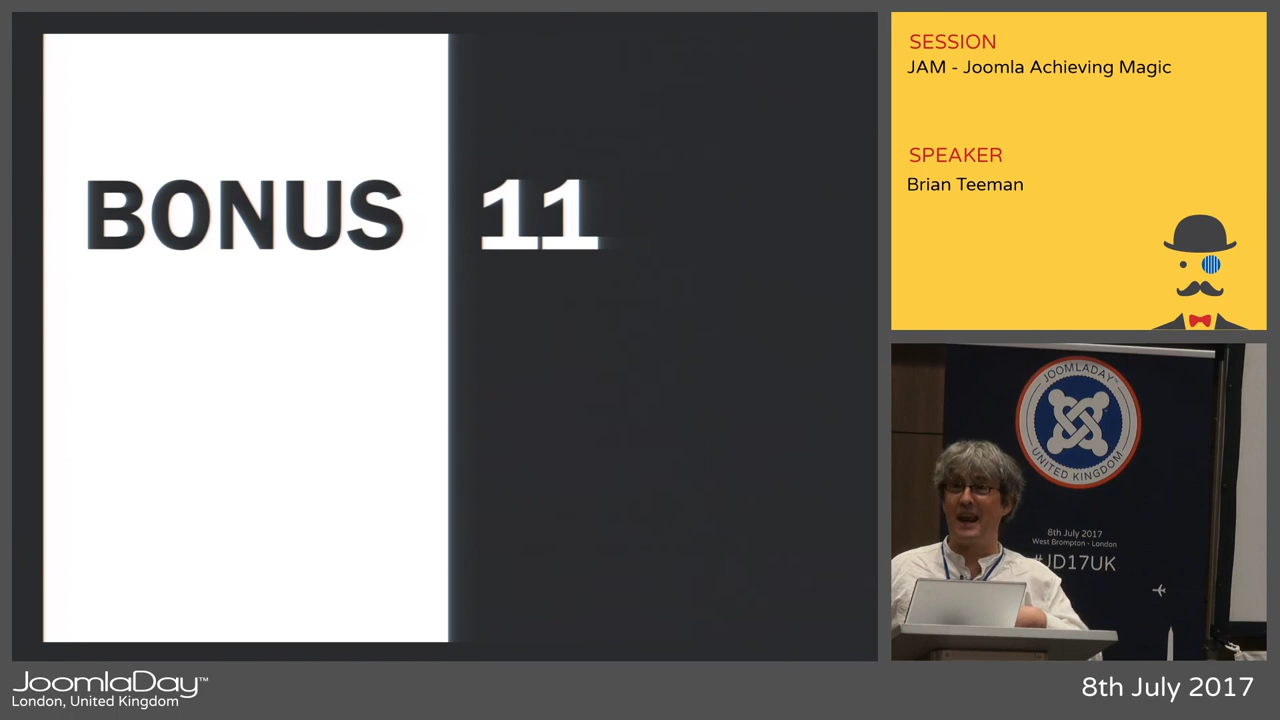 BONUS 11
SESSION
JAM - Joomla Achieving Magic
SPEAKER
Brian Teeman
JOOMLADAY™
UNITED KINGDOM
8th July 2017
West Brompton - London
#JD17UK
JoomlaDay™
London, United Kingdom
8th July 2017